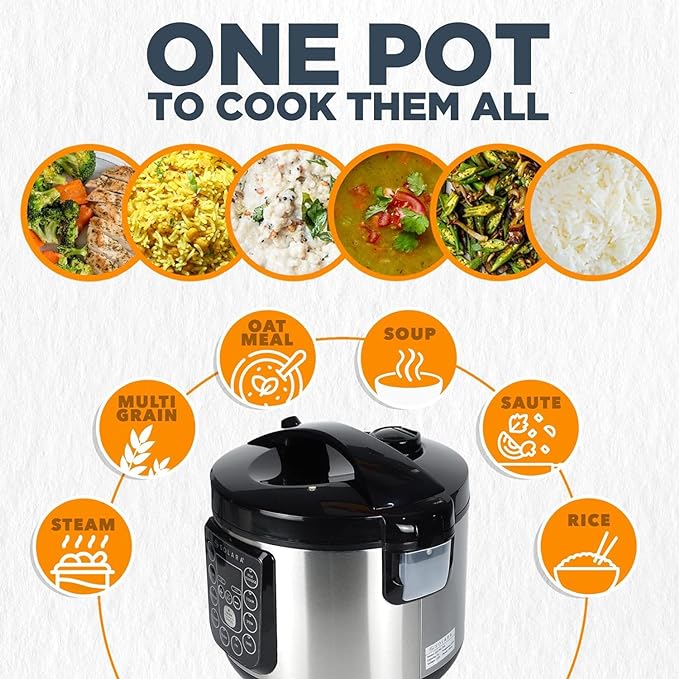 ONE POT
TO COOK THEM ALL
OAT
MEAL
SOUP
MULTI
GRAIN
SAUTE
STEAM
RICE